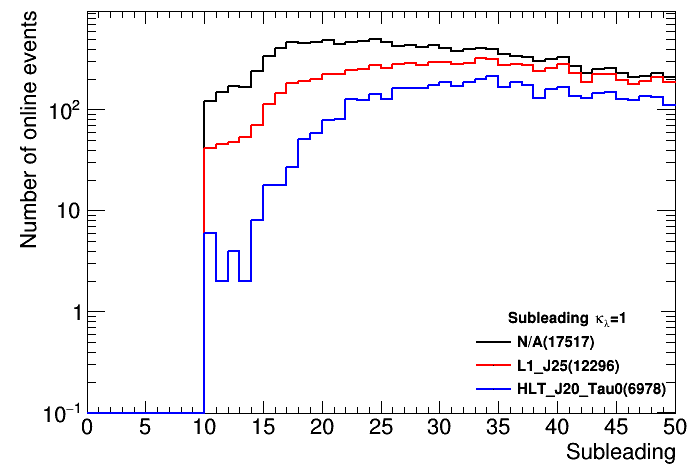 Number of online events
10²
10
1
10⁻¹
0 5 10 15 20 25 30 35 40 45 50
Subleading
Subleading κλ=1
N/A(17517)
L1_J25(12296)
HLT_J20_Tau0(6978)